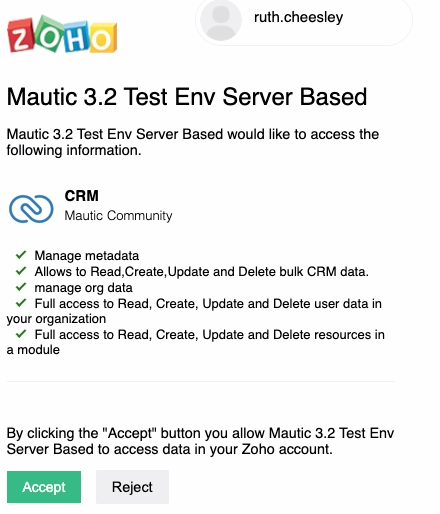 ZOHO
ruth.cheesley
Mautic 3.2 Test Env Server Based
Mautic 3.2 Test Env Server Based would like to access the
following information.
CRM
Mautic Community
Manage metadata
Allows to Read,Create,Update and Delete bulk CRM data.
manage org data
Full access to Read, Create, Update and Delete user data in
your organization
Full access to Read, Create, Update and Delete resources in
a module
By clicking the "Accept" button you allow Mautic 3.2 Test Env
Server Based to access data in your Zoho account.
Accept
Reject